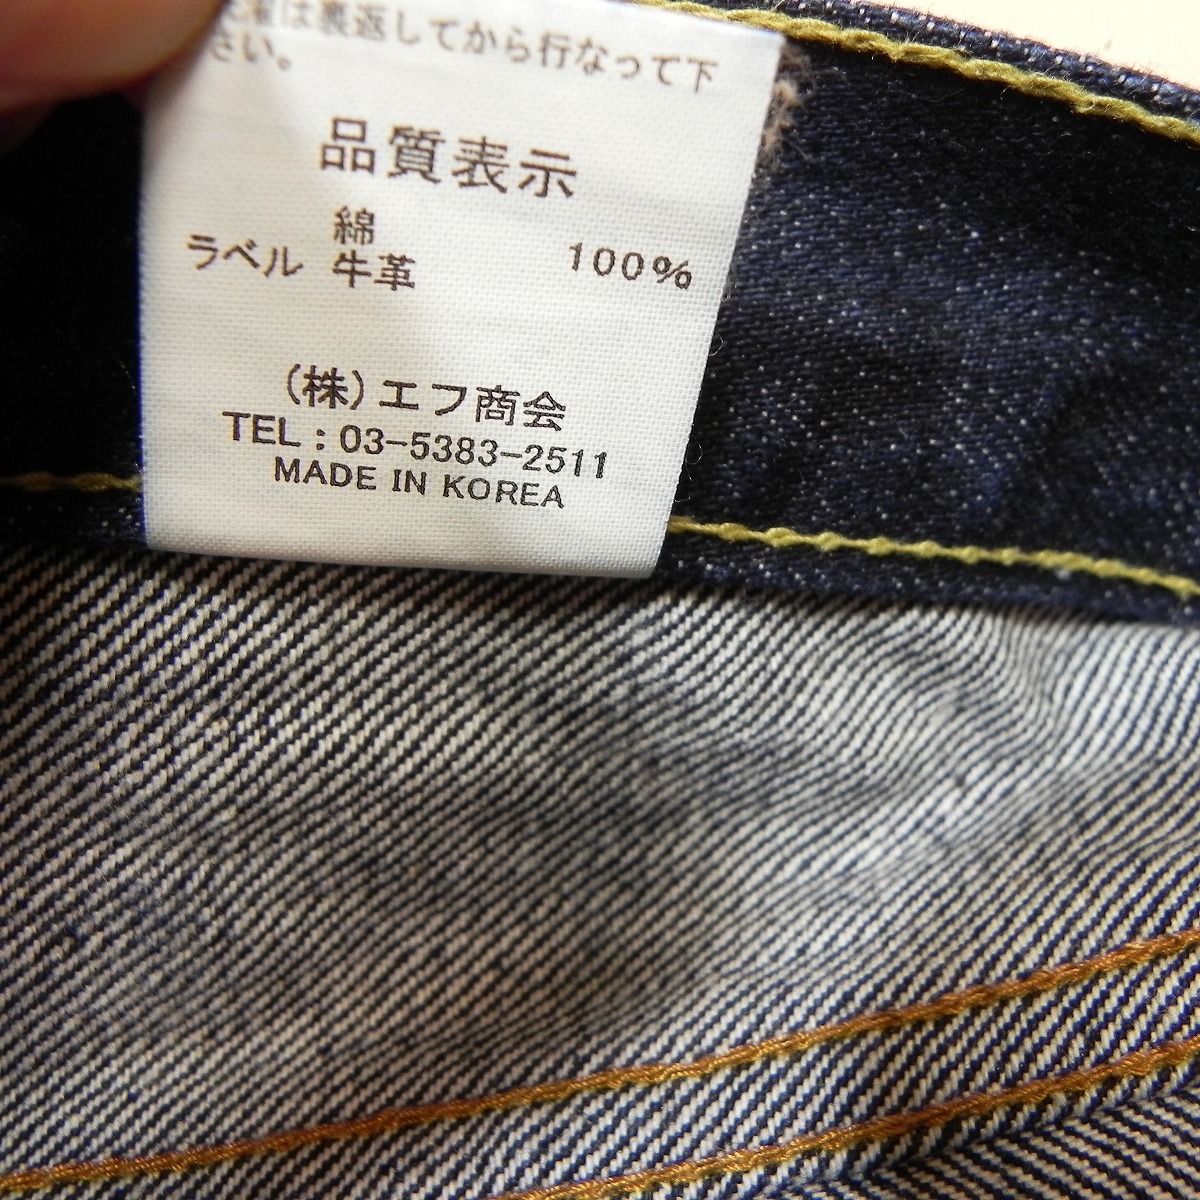 は裏返してから行なって下
さい。
品質表示
綿 100%
ラベル 牛革
(株)エフ商会
TEL : 03-5383-2511
MADE IN KOREA